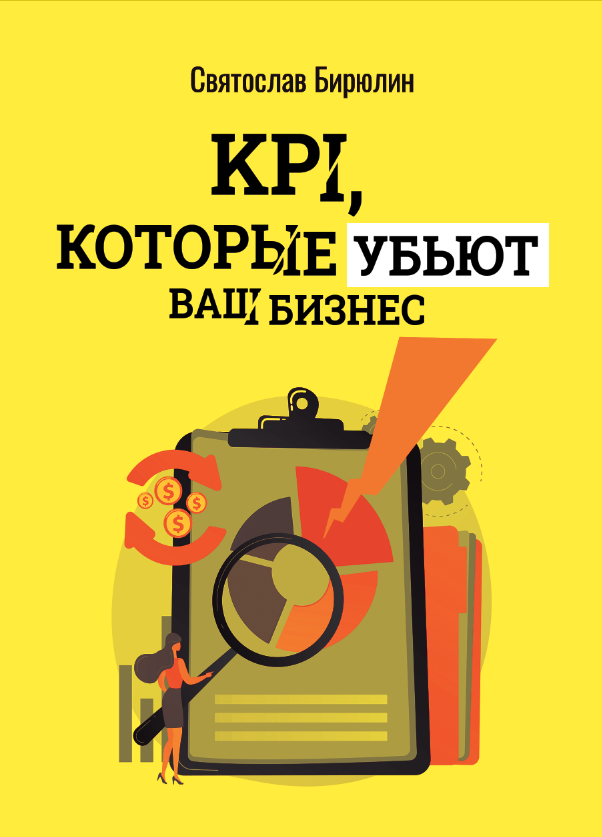 Святослав Бирюлин
KPI,
КОТОРЫЕ УБЬЮТ
ВАШ БИЗНЕС
$ $ $
$